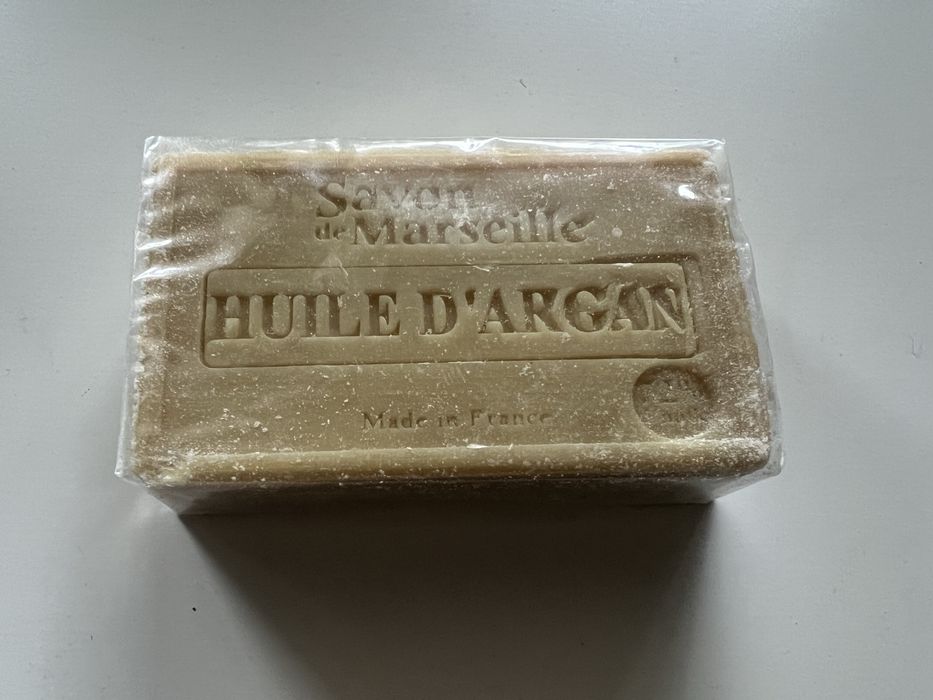 Savon
de Marseille
HUILE D'ARGAN
Made in France